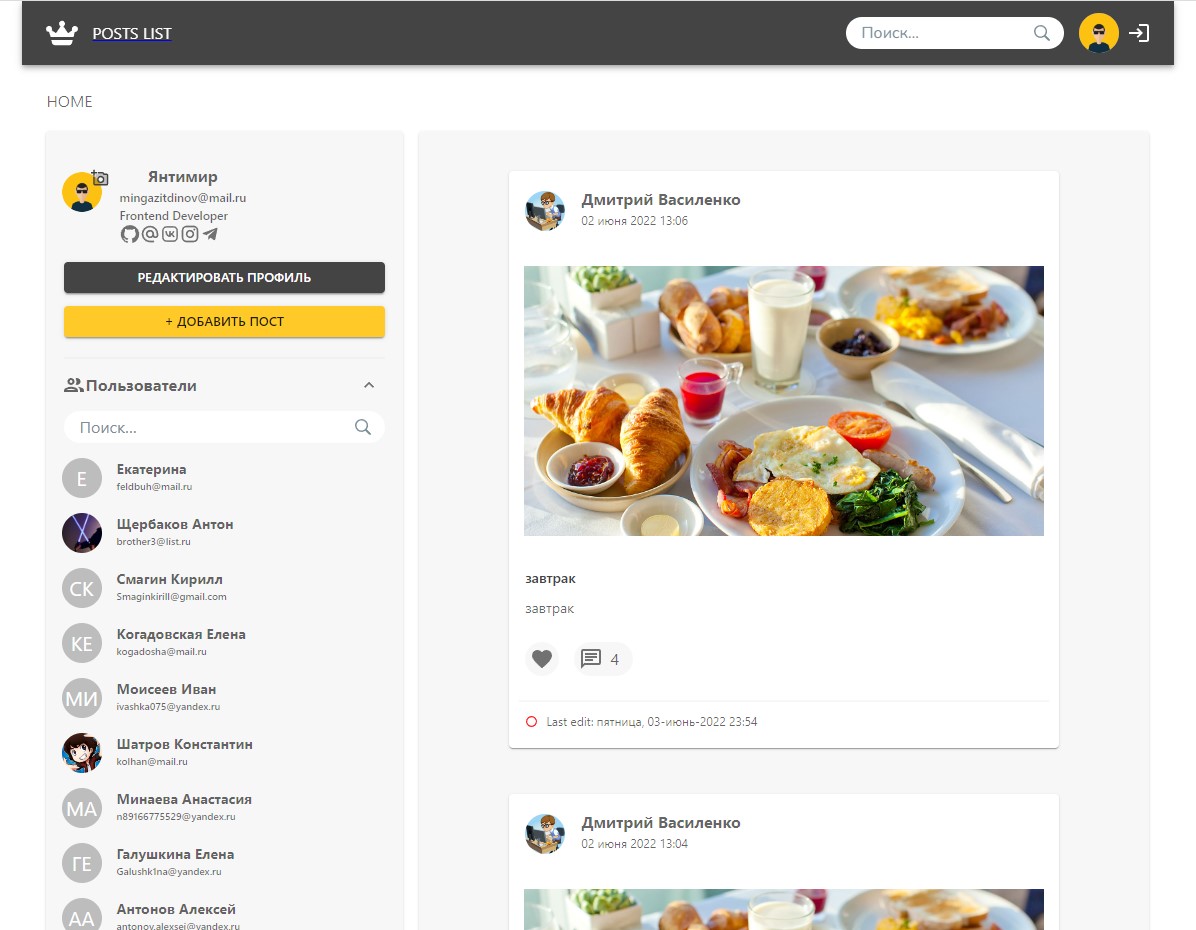 POSTS LIST
Поиск...
HOME
Янтимир
mingazitdinov@mail.ru
Frontend Developer
РЕДАКТИРОВАТЬ ПРОФИЛЬ
+ ДОБАВИТЬ ПОСТ
Пользователи
Поиск...
Е
Екатерина
feldbuh@mail.ru
Щербаков Антон
brother3@list.ru
СК
Смагин Кирилл
Smaginkirill@gmail.com
КЕ
Когадовская Елена
kogadosha@mail.ru
МИ
Моисеев Иван
ivashka075@yandex.ru
Шатров Константин
kolhan@mail.ru
МА
Минаева Анастасия
n89166775529@yandex.ru
ГЕ
Галушкина Елена
Galushk1na@yandex.ru
АА
Антонов Алексей
antonov.alexsei@yandex.ru
Дмитрий Василенко
02 июня 2022 13:06
завтрак
завтрак
4
Last edit: пятница, 03-июнь-2022 23:54
Дмитрий Василенко
02 июня 2022 13:04